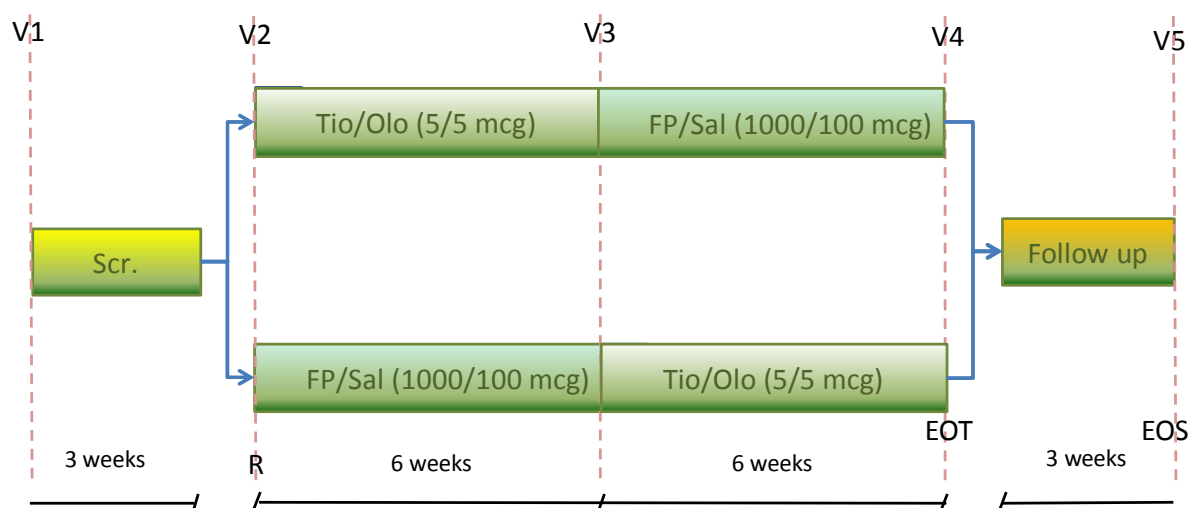 V1
V2
V3
V4
V5
Tio/Olo (5/5 mcg)
FP/Sal (1000/100 mcg)
Scr.
Follow up
FP/Sal (1000/100 mcg)
Tio/Olo (5/5 mcg)
EOT
EOS
3 weeks
R
6 weeks
6 weeks
3 weeks